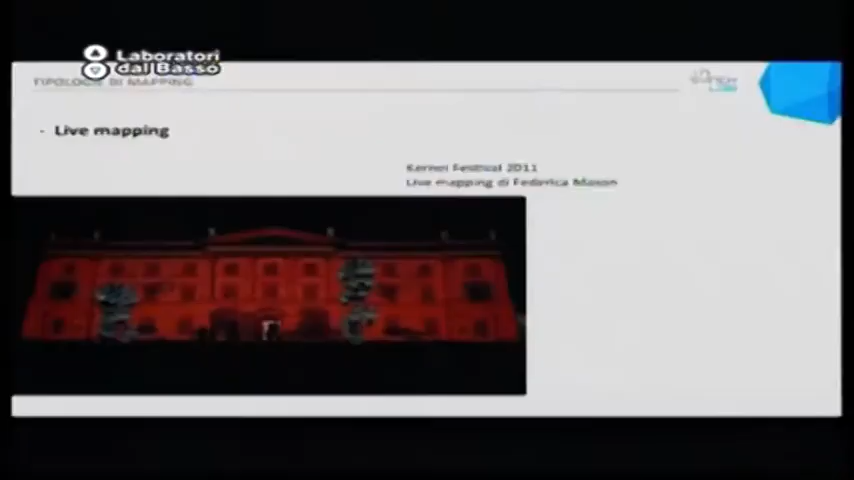 Laboratori
dal Basso
TIPOLOGIE DI MAPPING
- Live mapping
Kernel Festival 2011
Live mapping di Federica Mason